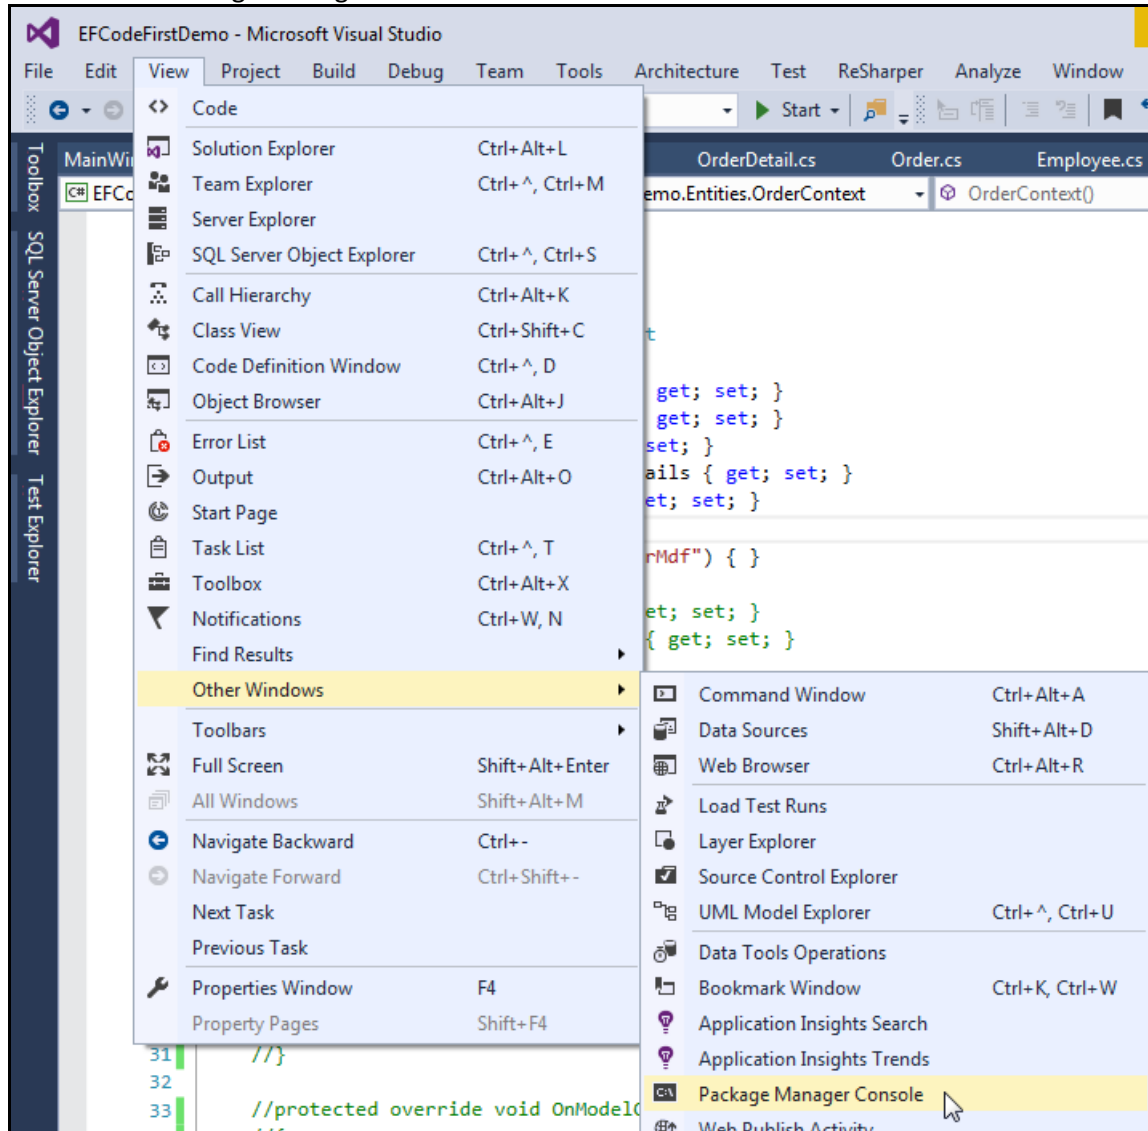 EFCodeFirstDemo - Microsoft Visual Studio
File Edit View Project Build Debug Team Tools Architecture Test ReSharper Analyze Window
Start
Toolbox
SQL Server Object Explorer
Test Explorer
MainWi OrderDetail.cs Order.cs Employee.cs
C# EFCo emo.Entities.OrderContext OrderContext()
Code
Solution Explorer Ctrl+Alt+L
Team Explorer Ctrl+^, Ctrl+M
Server Explorer
SQL Server Object Explorer Ctrl+^, Ctrl+S
Call Hierarchy Ctrl+Alt+K
Class View Ctrl+Shift+C
Code Definition Window Ctrl+^, D
Object Browser Ctrl+Alt+J
Error List Ctrl+^, E
Output Ctrl+Alt+O
Start Page
Task List Ctrl+^, T
Toolbox Ctrl+Alt+X
Notifications Ctrl+W, N
Find Results
Other Windows
Toolbars
Full Screen Shift+Alt+Enter
All Windows Shift+Alt+M
Navigate Backward Ctrl+-
Navigate Forward Ctrl+Shift+-
Next Task
Previous Task
Properties Window F4
Property Pages Shift+F4
t
get; set; }
get; set; }
set; }
ails { get; set; }
et; set; }
rMdf") { }
et; set; }
{ get; set; }
Command Window Ctrl+Alt+A
Data Sources Shift+Alt+D
Web Browser Ctrl+Alt+R
Load Test Runs
Layer Explorer
Source Control Explorer
UML Model Explorer Ctrl+^, Ctrl+U
Data Tools Operations
Bookmark Window Ctrl+K, Ctrl+W
Application Insights Search
Application Insights Trends
Package Manager Console
Web Publish Activity
31 //}
32
33 //protected override void OnModelC